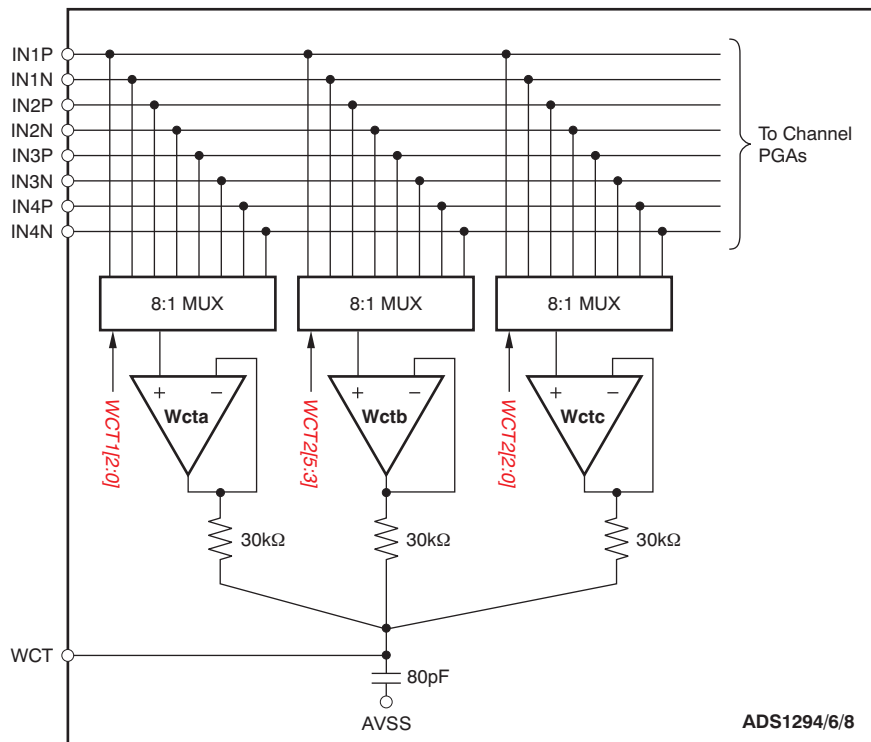 IN1P
IN1N
IN2P
IN2N
IN3P
IN3N
IN4P
IN4N
To Channel
PGAs
8:1 MUX
8:1 MUX
8:1 MUX
+ −
+ −
+ −
Wcta
Wctb
Wctc
WCT1[2:0]
WCT2[5:3]
WCT2[2:0]
30kΩ
30kΩ
30kΩ
WCT
80pF
AVSS
ADS1294/6/8